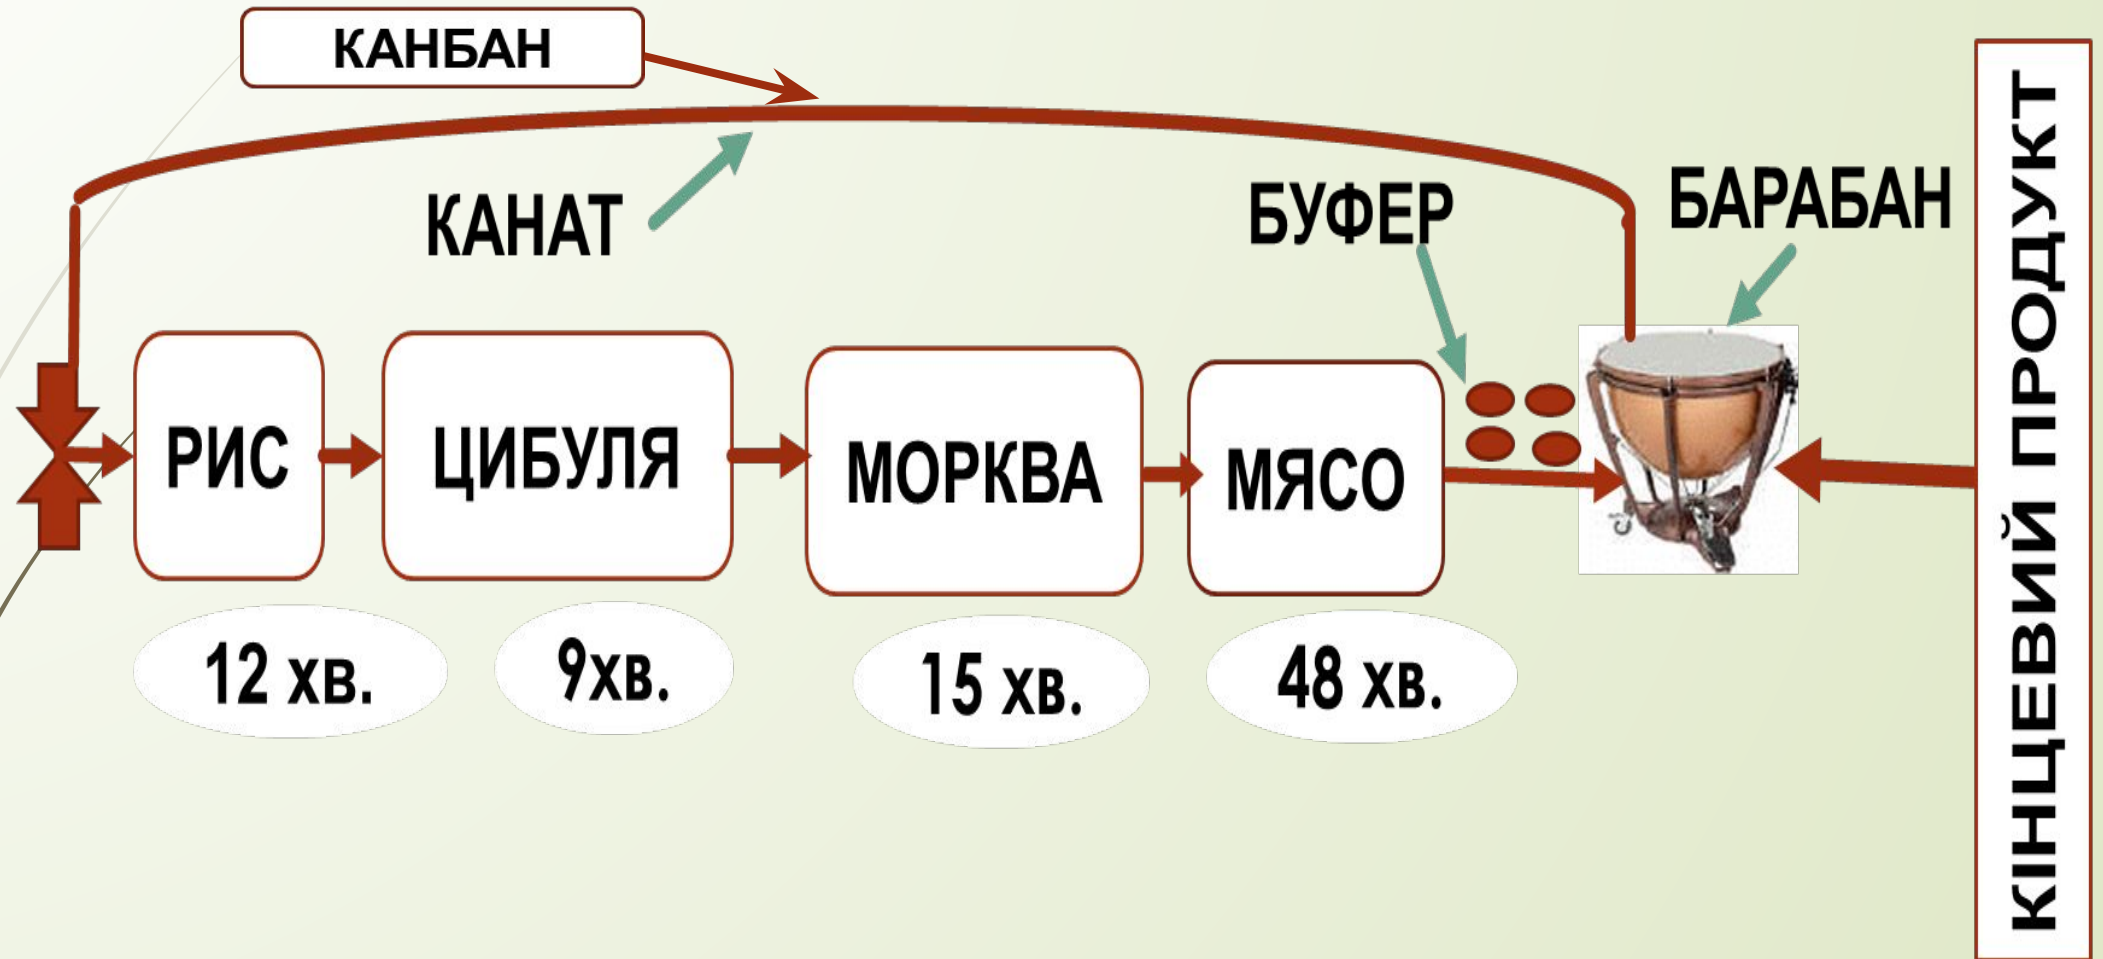 КАНБАН
КАНАТ
БУФЕР
БАРАБАН
РИС
ЦИБУЛЯ
МОРКВА
МЯСО
12 хв.
9хв.
15 хв.
48 хв.
КІНЦЕВИЙ ПРОДУКТ